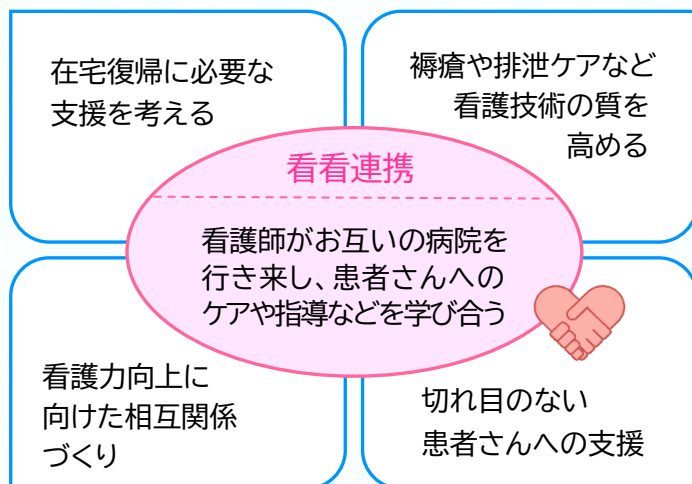 在宅復帰に必要な
支援を考える
褥瘡や排泄ケアなど
看護技術の質を
高める
看看連携
看護師がお互いの病院を
行き来し、患者さんへの
ケアや指導などを学び合う
看護力向上に
向けた相互関係
づくり
切れ目のない
患者さんへの支援